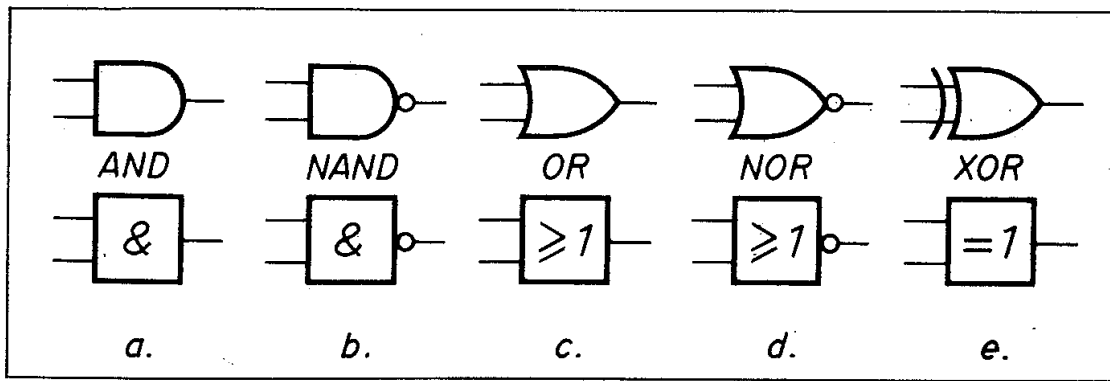 AND NAND OR NOR XOR
& & ≥1 ≥1 =1
a. b. c. d. e.